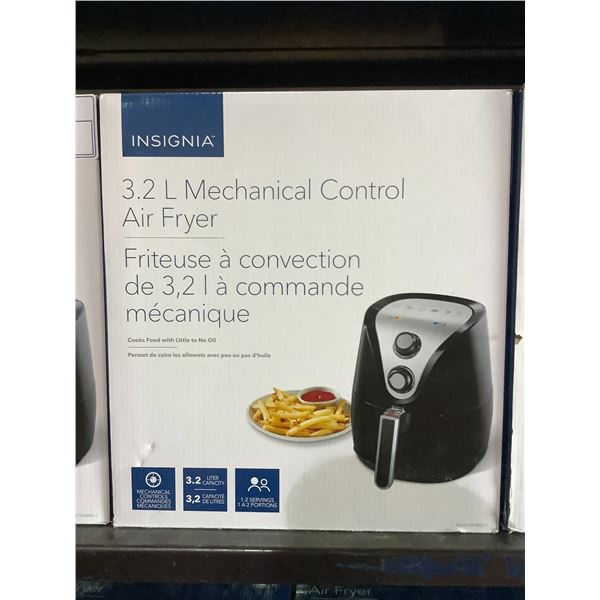 INSIGNIA™
3.2 L Mechanical Control
Air Fryer
Friteuse à convection
de 3,2 l à commande
mécanique
Cooks Food with Little to No Oil
Permet de cuire les aliments avec peu ou pas d'huile
MECHANICAL
CONTROLS
COMMANDES
MÉCANIQUES
3.2 LITER
CAPACITY
3,2 CAPACITÉ
DE LITRES
1-2 SERVINGS
1 À 2 PORTIONS
Air Fryer